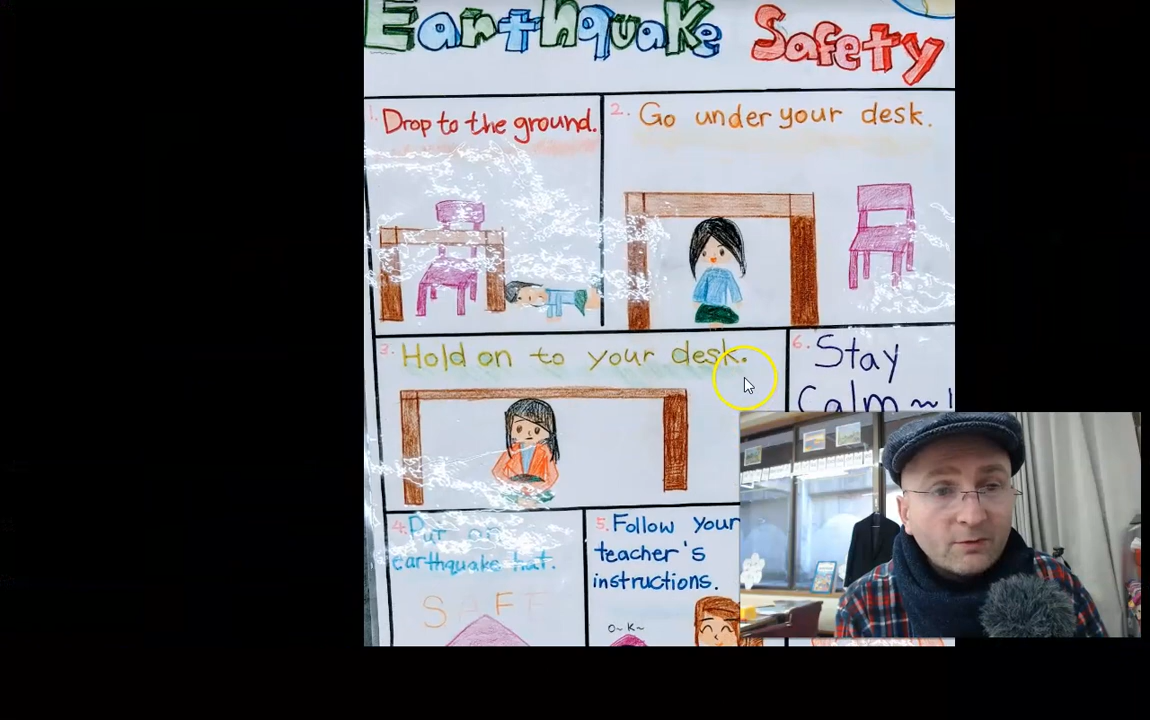 Earthquake Safety
1. Drop to the ground.
2. Go under your desk.
3. Hold on to your desk.
6. Stay
Calm ~!
4. Put on
earthquake hat.
SAFE
5. Follow your
teacher's
instructions.
O~K~